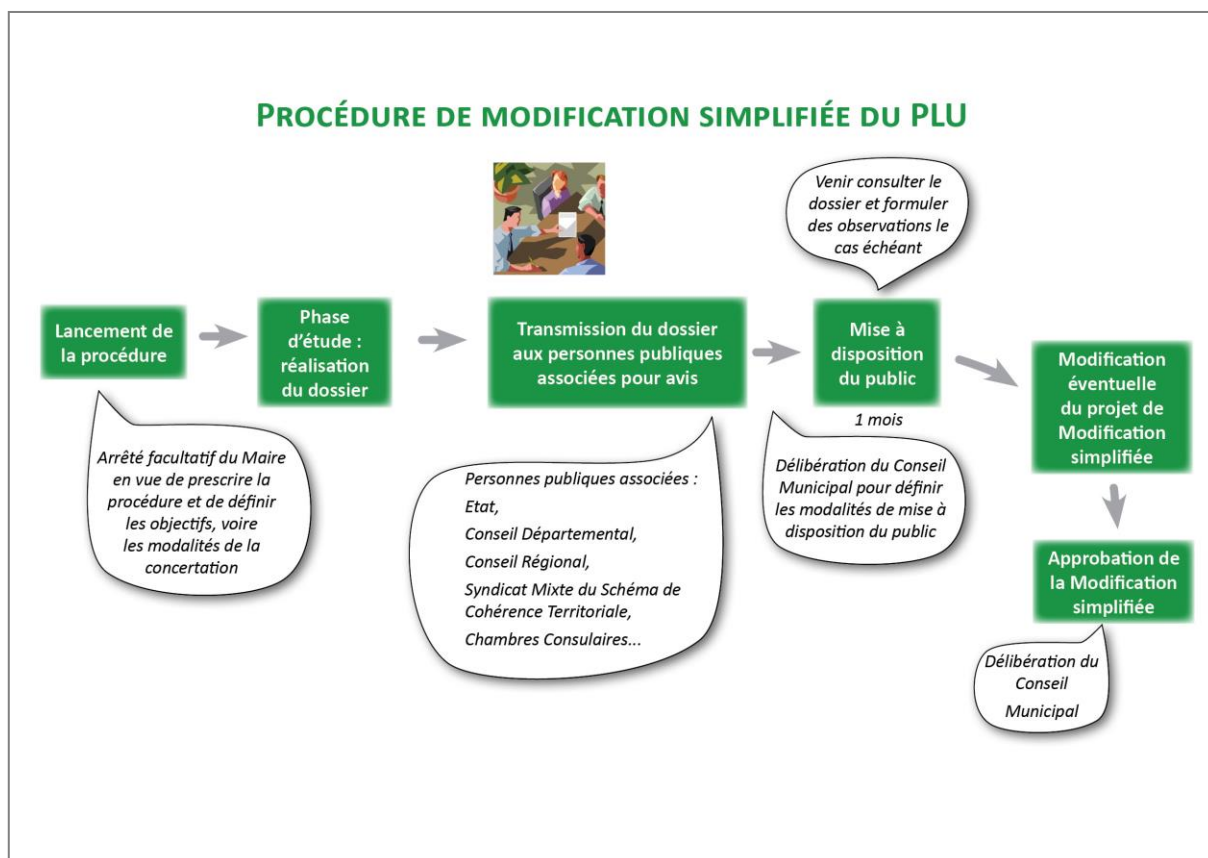 PROCÉDURE DE MODIFICATION SIMPLIFIÉE DU PLU
Venir consulter le
dossier et formuler
des observations le
cas échéant
Lancement de
la procédure
Phase
d'étude :
réalisation
du dossier
Transmission du dossier
aux personnes publiques
associées pour avis
Mise à
disposition
du public
1 mois
Modification
éventuelle
du projet de
Modification
simplifiée
Arrêté facultatif du Maire
en vue de prescrire la
procédure et de définir
les objectifs, voire
les modalités de la
concertation
Personnes publiques associées :
Etat,
Conseil Départemental,
Conseil Régional,
Syndicat Mixte du Schéma de
Cohérence Territoriale,
Chambres Consulaires...
Délibération du Conseil
Municipal pour définir
les modalités de mise à
disposition du public
Approbation de
la Modification
simplifiée
Délibération du
Conseil
Municipal